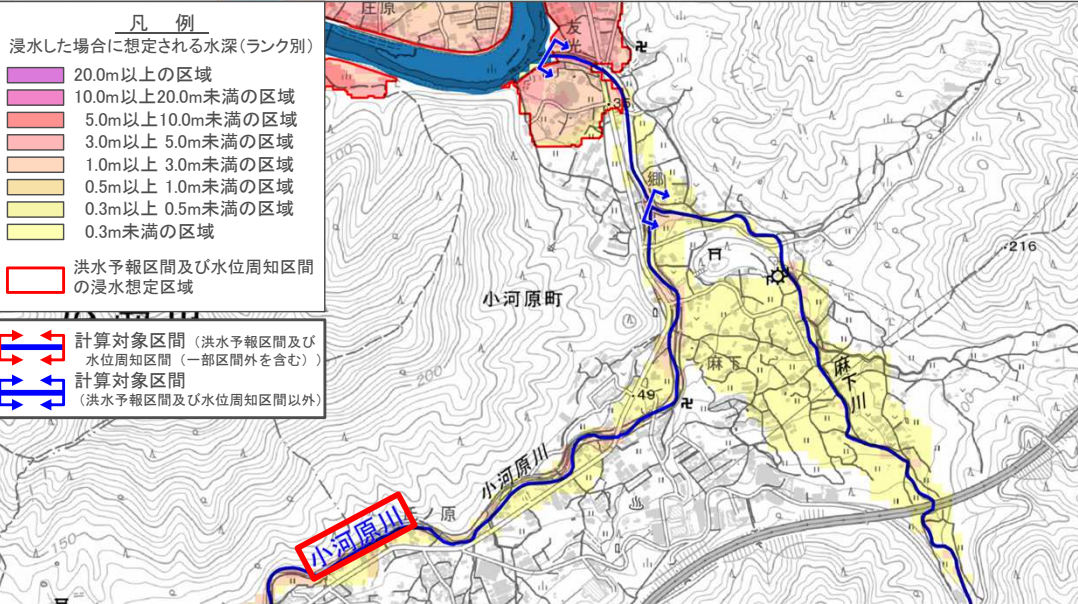 凡 例
浸水した場合に想定される水深(ランク別)
20.0m以上の区域
10.0m以上20.0m未満の区域
5.0m以上10.0m未満の区域
3.0m以上 5.0m未満の区域
1.0m以上 3.0m未満の区域
0.5m以上 1.0m未満の区域
0.3m以上 0.5m未満の区域
0.3m未満の区域
洪水予報区間及び水位周知区間
の浸水想定区域
計算対象区間 (洪水予報区間及び
水位周知区間 (一部区間外を含む))
計算対象区間
(洪水予報区間及び水位周知区間以外)
庄原
友光
35
郷
216
小河原町
麻下
麻下川
200
49
小河原川
ノ原
小河原川
150
100